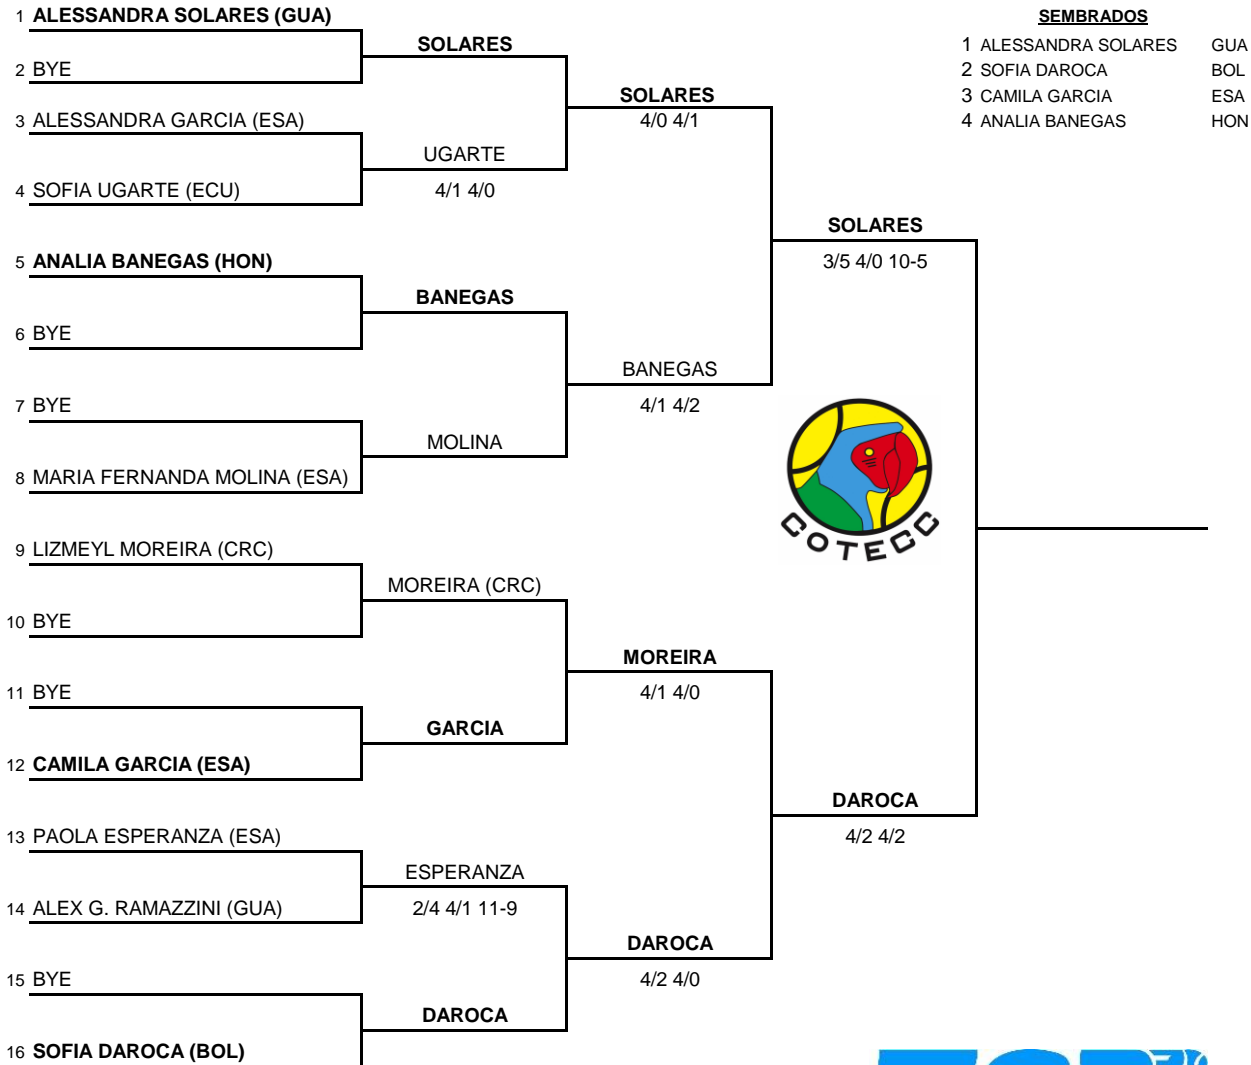 1 ALESSANDRA SOLARES (GUA)
SEMBRADOS
SOLARES
1 ALESSANDRA SOLARES GUA
2 BYE
2 SOFIA DAROCA BOL
SOLARES
3 CAMILA GARCIA ESA
3 ALESSANDRA GARCIA (ESA)
4/0 4/1
4 ANALIA BANEGAS HON
UGARTE
4 SOFIA UGARTE (ECU)
4/1 4/0
SOLARES
5 ANALIA BANEGAS (HON)
3/5 4/0 10-5
BANEGAS
6 BYE
BANEGAS
7 BYE
4/1 4/2
MOLINA
8 MARIA FERNANDA MOLINA (ESA)
COTECC
9 LIZMEYL MOREIRA (CRC)
MOREIRA (CRC)
10 BYE
MOREIRA
11 BYE
4/1 4/0
GARCIA
12 CAMILA GARCIA (ESA)
DAROCA
13 PAOLA ESPERANZA (ESA)
4/2 4/2
ESPERANZA
14 ALEX G. RAMAZZINI (GUA)
2/4 4/1 11-9
DAROCA
15 BYE
4/2 4/0
DAROCA
16 SOFIA DAROCA (BOL)